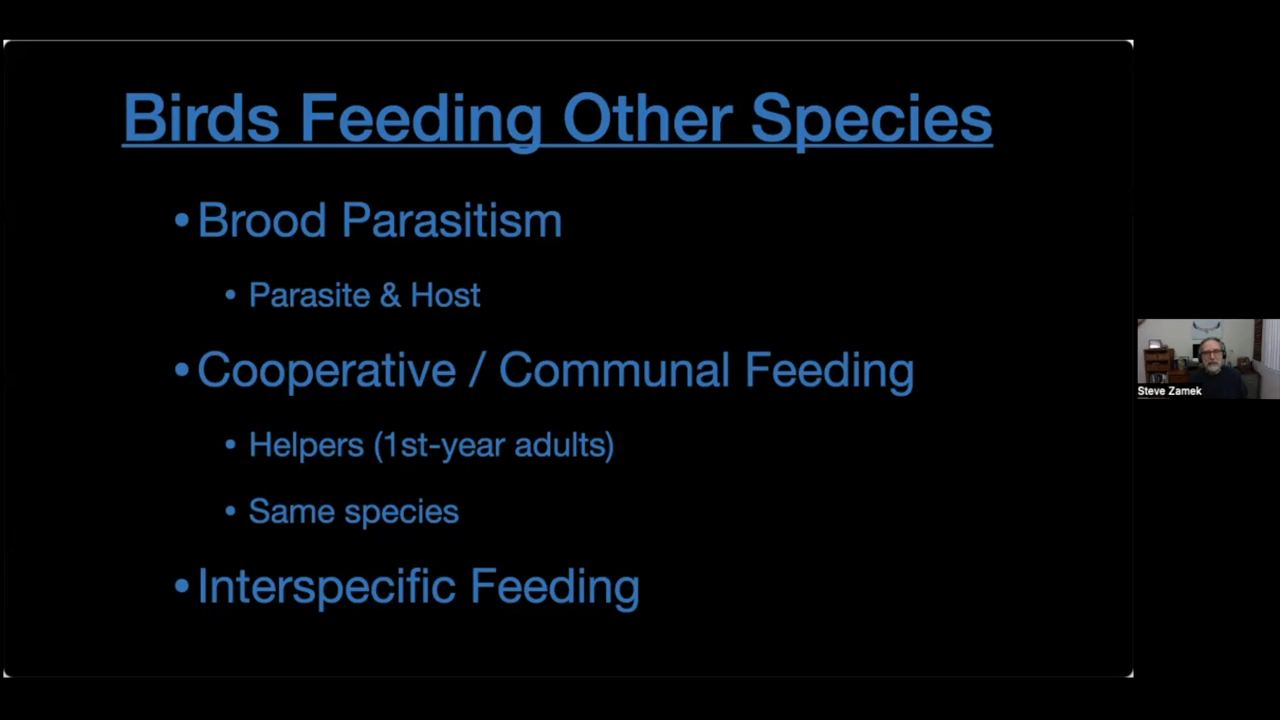 Birds Feeding Other Species
• Brood Parasitism
• Parasite & Host
• Cooperative / Communal Feeding
• Helpers (1st-year adults)
• Same species
• Interspecific Feeding
Steve Zamek